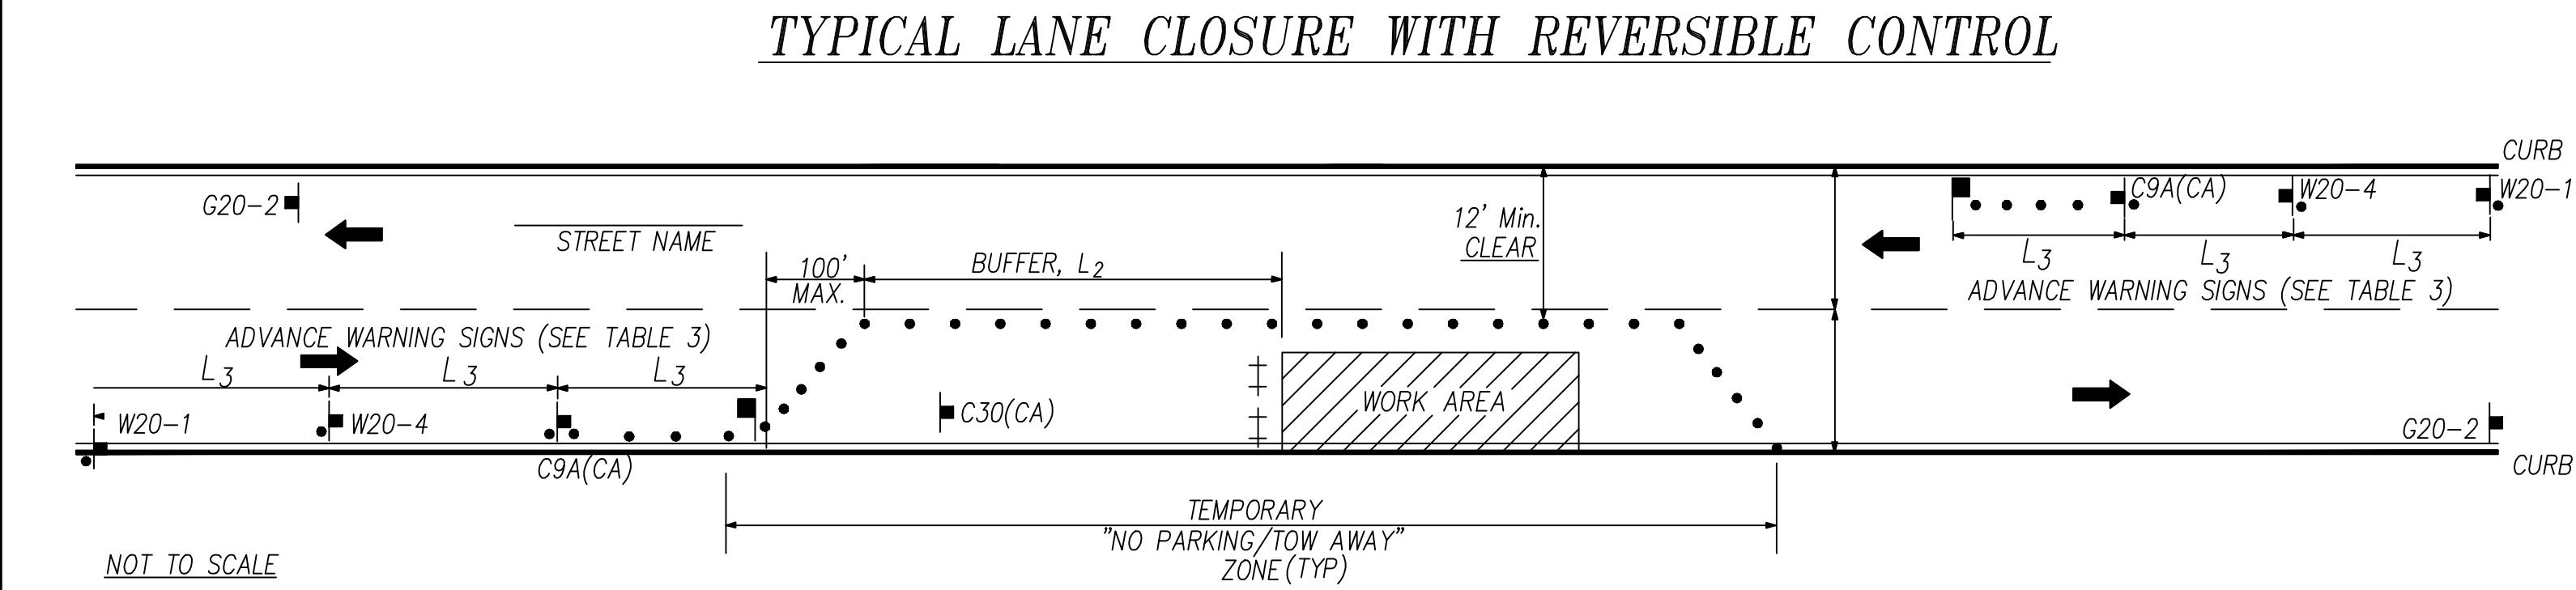 TYPICAL LANE CLOSURE WITH REVERSIBLE CONTROL
CURB
G20-2
C9A(CA)
W20-4
W20-1
STREET NAME
12' Min.
CLEAR
100'
MAX.
BUFFER, L2
L3
L3
L3
ADVANCE WARNING SIGNS (SEE TABLE 3)
ADVANCE WARNING SIGNS (SEE TABLE 3)
L3
L3
L3
W20-1
W20-4
C9A(CA)
C30(CA)
WORK AREA
G20-2
CURB
TEMPORARY
"NO PARKING/TOW AWAY"
ZONE(TYP)
NOT TO SCALE